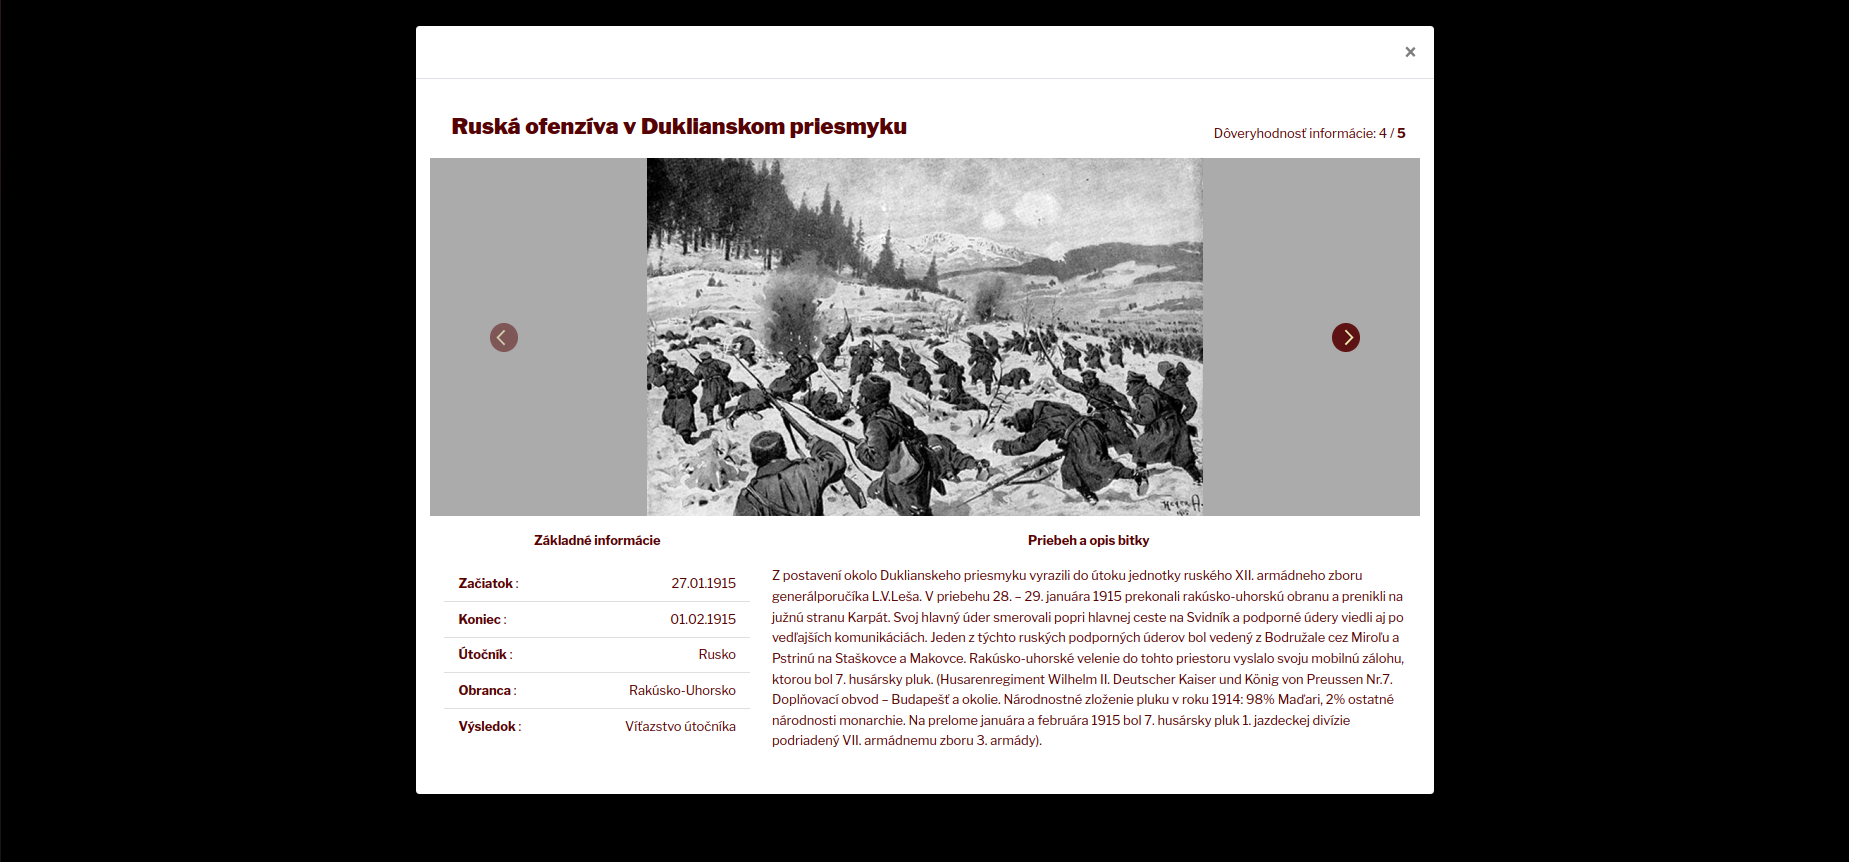 ×
Ruská ofenzíva v Duklianskom priesmyku
Dôveryhodnosť informácie: 4 / 5
Základné informácie
Začiatok : 27.01.1915
Koniec : 01.02.1915
Útočník : Rusko
Obranca : Rakúsko-Uhorsko
Výsledok : Víťazstvo útočníka
Priebeh a opis bitky
Z postavení okolo Duklianskeho priesmyku vyrazili do útoku jednotky ruského XII. armádneho zboru
generálporučíka L.V.Leša. V priebehu 28. – 29. januára 1915 prekonali rakúsko-uhorskú obranu a prenikli na
južnú stranu Karpát. Svoj hlavný úder smerovali popri hlavnej ceste na Svidník a podporné údery viedli aj po
vedľajších komunikáciách. Jeden z týchto ruských podporných úderov bol vedený z Bodružale cez Miroľu a
Pstrinú na Staškovce a Makovce. Rakúsko-uhorské velenie do tohto priestoru vyslalo svoju mobilnú zálohu,
ktorou bol 7. husársky pluk. (Husarenregiment Wilhelm II. Deutscher Kaiser und König von Preussen Nr.7.
Doplňovací obvod – Budapešť a okolie. Národnostné zloženie pluku v roku 1914: 98% Maďari, 2% ostatné
národnosti monarchie. Na prelome januára a februára 1915 bol 7. husársky pluk 1. jazdeckej divízie
podriadený VII. armádnemu zboru 3. armády).